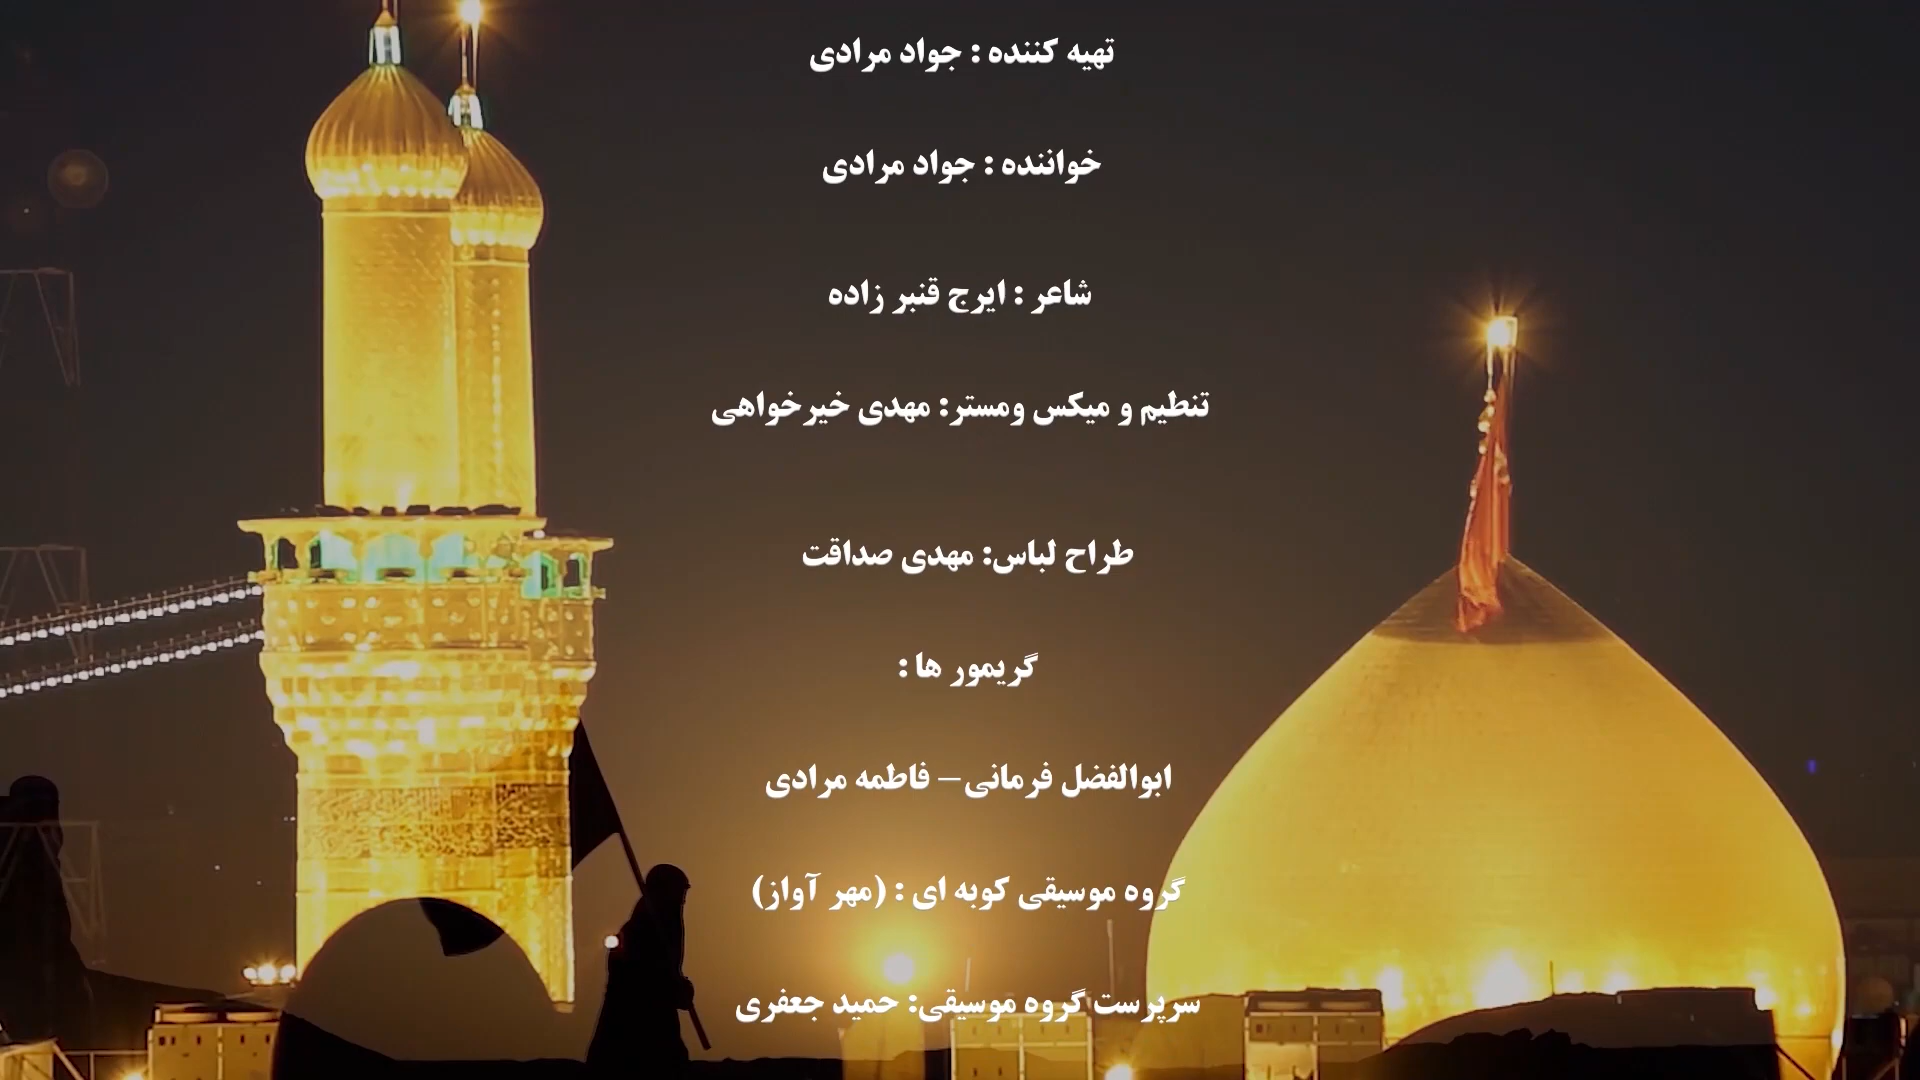 تهیه کننده : جواد مرادی
خواننده : جواد مرادی
شاعر : ایرج قنبر زاده
تنطیم و میکس ومستر: مهدی خیرخواهی
طراح لباس: مهدی صداقت
گریمور ها :
ابوالفضل فرمانی– فاطمه مرادی
گروه موسیقی کوبه ای : (مهر آواز)
سرپرست گروه موسیقی: حمید جعفری